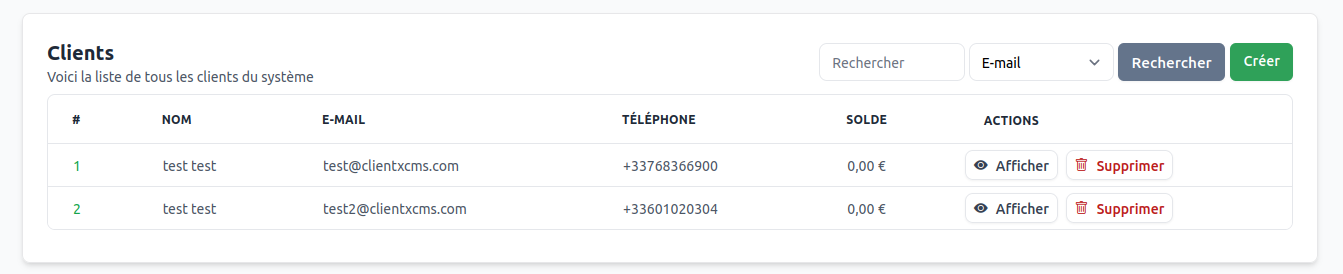 Clients
Voici la liste de tous les clients du système
Rechercher E-mail Rechercher Créer
# NOM E-MAIL TÉLÉPHONE SOLDE ACTIONS
1 test test test@clientxcms.com +33768366900 0,00 € Afficher Supprimer
2 test test test2@clientxcms.com +33601020304 0,00 € Afficher Supprimer